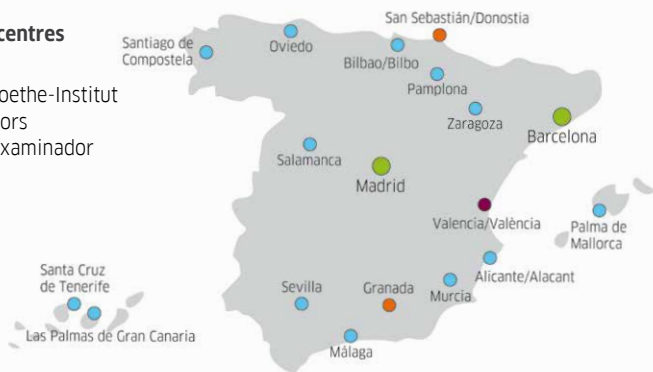 centres
oethe-Institut
ors
xaminador
San Sebastián/Donostia
Santiago de
Compostela
Oviedo
Bilbao/Bilbo
Pamplona
Zaragoza
Barcelona
Salamanca
Madrid
Valencia/València
Palma de
Mallorca
Alicante/Alacant
Murcia
Santa Cruz
de Tenerife
Sevilla
Granada
Las Palmas de Gran Canaria
Málaga